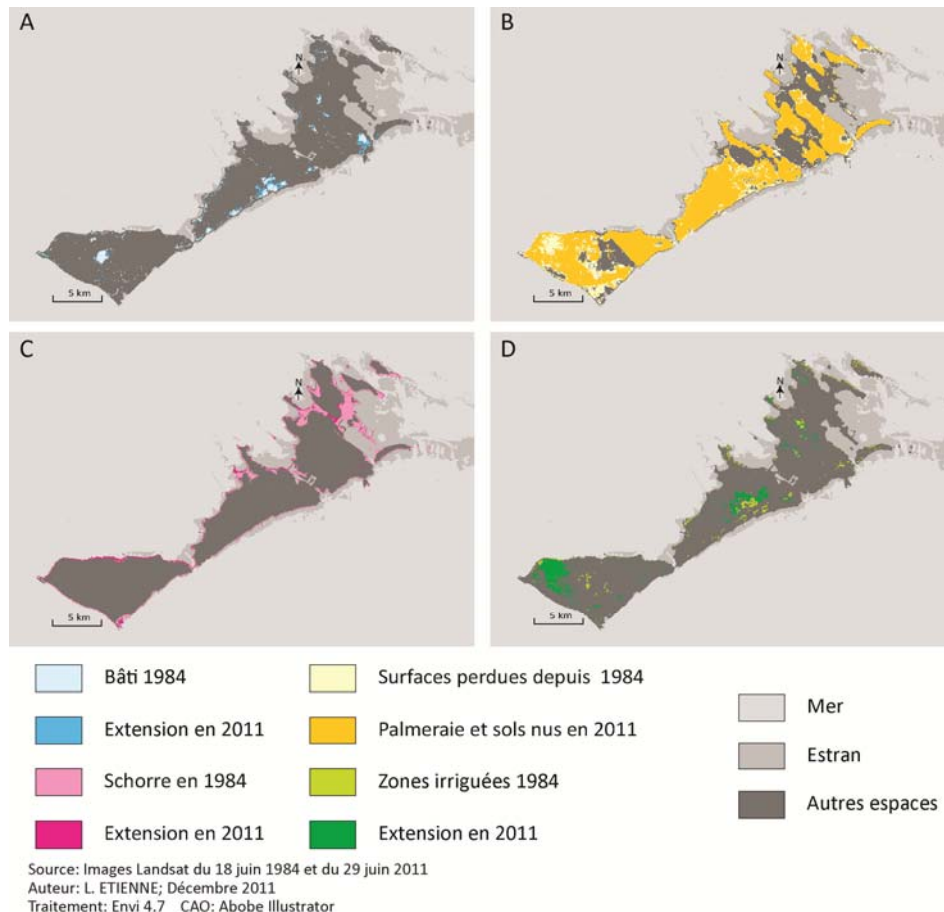 A
N
5 km
B
N
5 km
C
N
5 km
D
N
5 km
Bâti 1984
Surfaces perdues depuis 1984
Mer
Extension en 2011
Palmeraie et sols nus en 2011
Estran
Schorre en 1984
Zones irriguées 1984
Autres espaces
Extension en 2011
Extension en 2011
Source: Images Landsat du 18 juin 1984 et du 29 juin 2011
Auteur: L. ETIENNE; Décembre 2011
Traitement: Envi 4.7 CAO: Abobe Illustrator